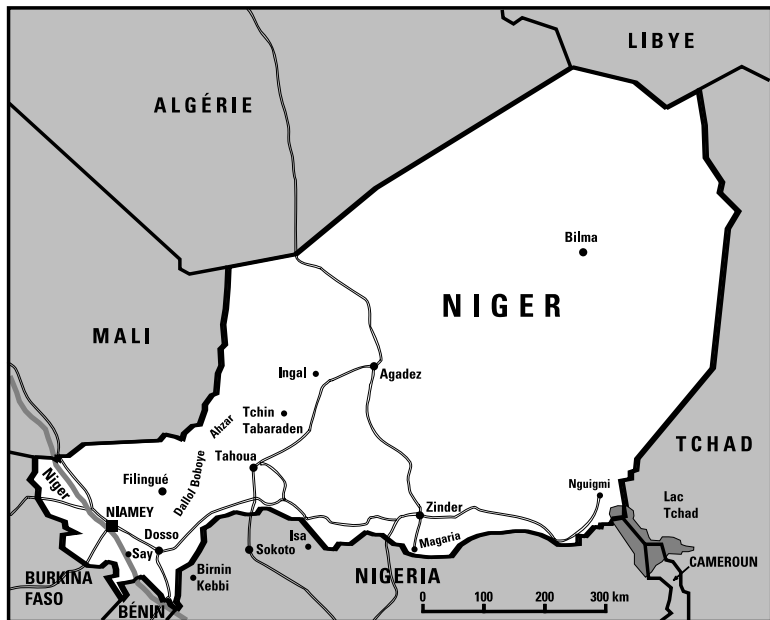 LIBYE
ALGÉRIE
Bilma
NIGER
MALI
Ingal
Agadez
Tchin
Tabaraden
Ahzar
TCHAD
Tahoua
Dallol Boboye
Niger
Filingué
Nguigmi
Lac
Tchad
NIAMEY
Zinder
Dosso
Say
Isa
Magaria
Sokoto
CAMEROUN
Birnin
Kebbi
NIGERIA
BURKINA
FASO
BÉNIN
0 100 200 300 km